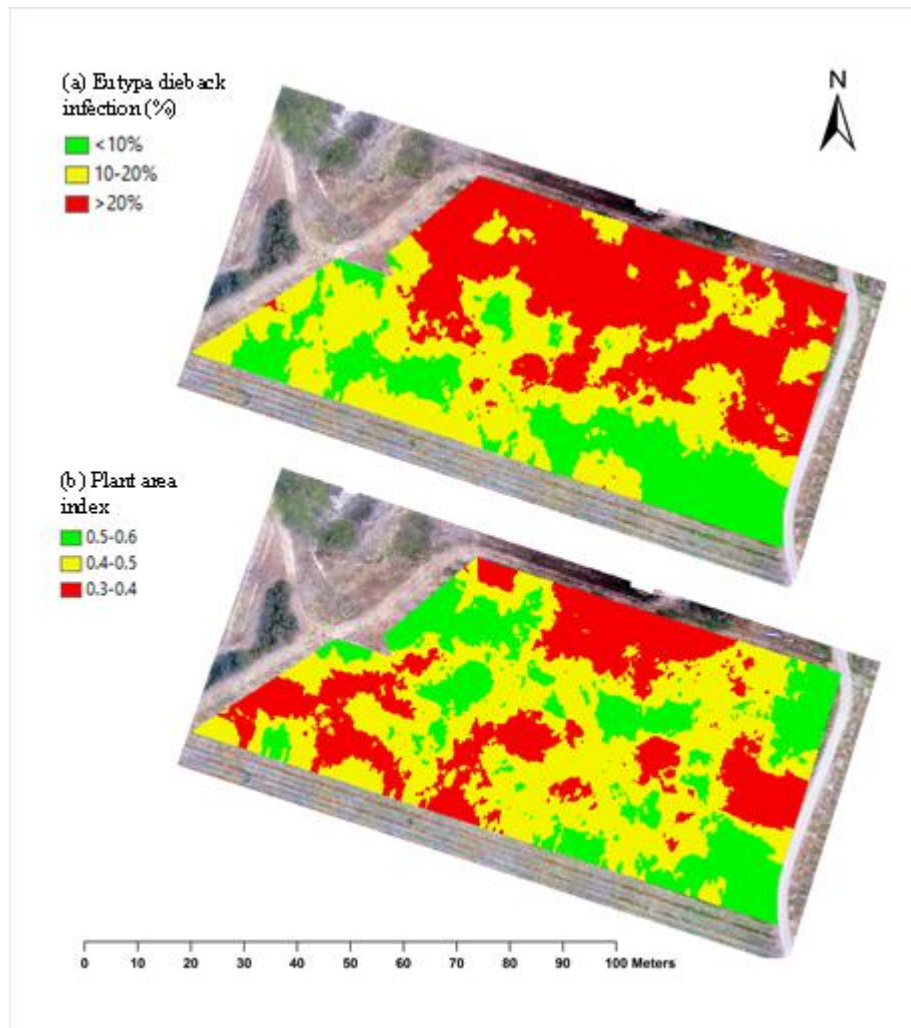 (a) Eutypa dieback
infection (%)
<10%
10-20%
>20%
N
(b) Plant area
index
0.5-0.6
0.4-0.5
0.3-0.4
0 10 20 30 40 50 60 70 80 90 100 Meters